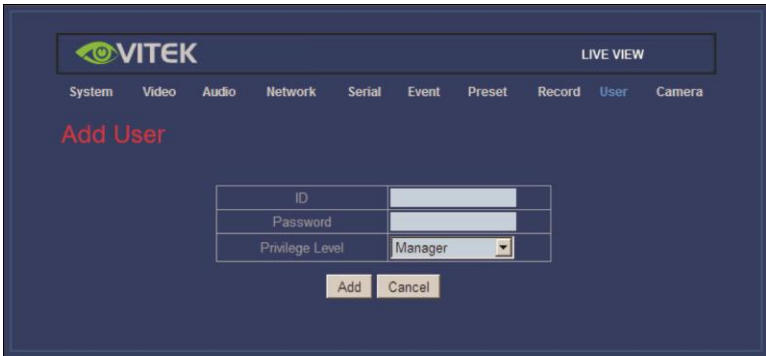 VITEK LIVE VIEW
System Video Audio Network Serial Event Preset Record User Camera
Add User
ID
Password
Privilege Level Manager
Add Cancel